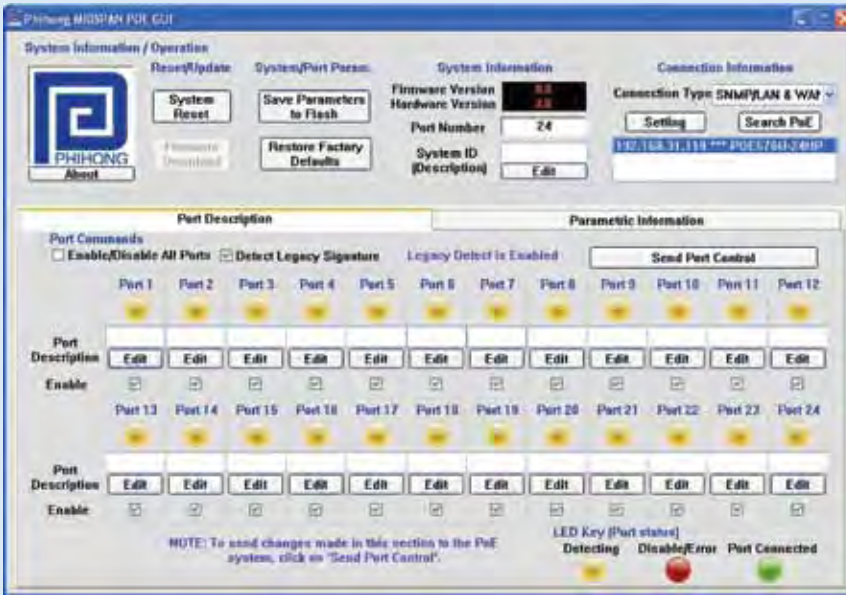 Phihong MIDSPAN POE GUI
System Information / Operation
Reset/Update System/Port Param. System Information Connection Information
PHIHONG
About
System Reset
Firmware Download
Save Parameters to Flash
Restore Factory Defaults
Firmware Version
Hardware Version
Port Number 24
System ID (Description)
Edit
Connection Type SNMP/LAN & WAN
Setting Search PoE
Port Description Parametric Information
Port Commands
Enable/Disable All Ports Detect Legacy Signature Legacy Detect is Enabled Send Port Control
Port 1 Port 2 Port 3 Port 4 Port 5 Port 6 Port 7 Port 8 Port 9 Port 10 Port 11 Port 12
Port Description Edit Edit Edit Edit Edit Edit Edit Edit Edit Edit Edit Edit
Enable
Port 13 Port 14 Port 15 Port 16 Port 17 Port 18 Port 19 Port 20 Port 21 Port 22 Port 23 Port 24
Port Description Edit Edit Edit Edit Edit Edit Edit Edit Edit Edit Edit Edit
Enable
NOTE: To send changes made in this section to the PoE
system, click on 'Send Port Control'.
LED Key (Port status)
Detecting Disable/Error Port Connected